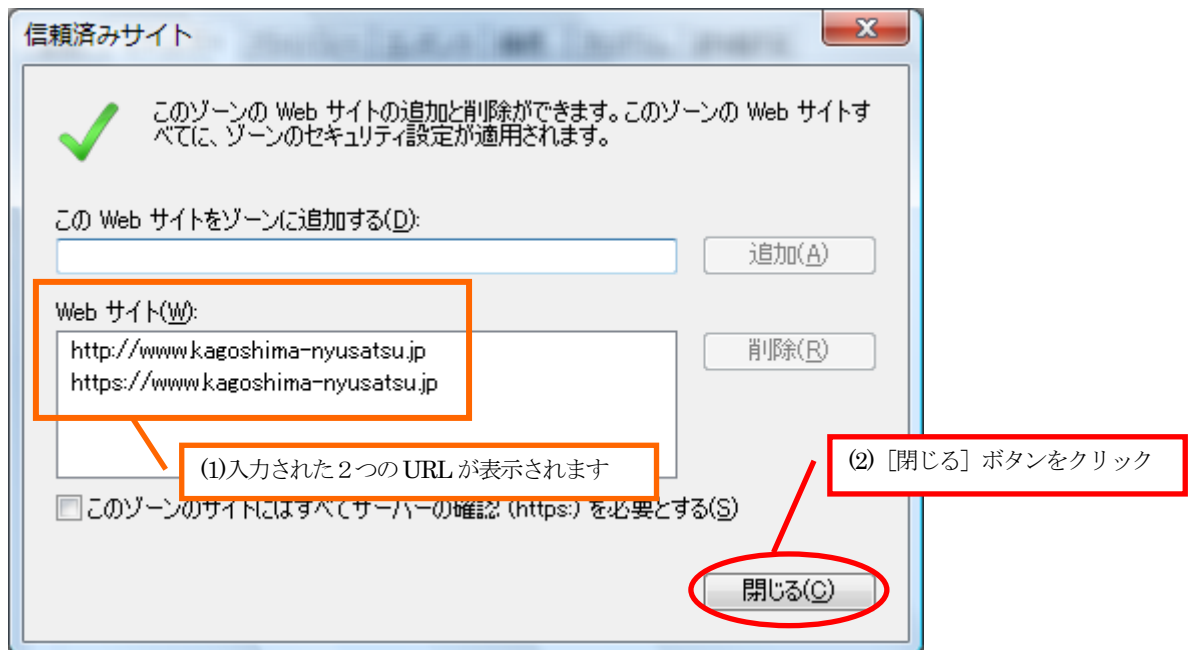 信頼済みサイト
このゾーンの Web サイトの追加と削除ができます。このゾーンの Web サイトす
べてに、ゾーンのセキュリティ設定が適用されます。
この Web サイトをゾーンに追加する(D):
追加(A)
Web サイト(W):
http://www.kagoshima-nyusatsu.jp
https://www.kagoshima-nyusatsu.jp
削除(R)
(1)入力された２つの URL が表示されます
(2)［閉じる］ボタンをクリック
このゾーンのサイトにはすべてサーバーの確認 (https:) を必要とする(S)
閉じる(C)